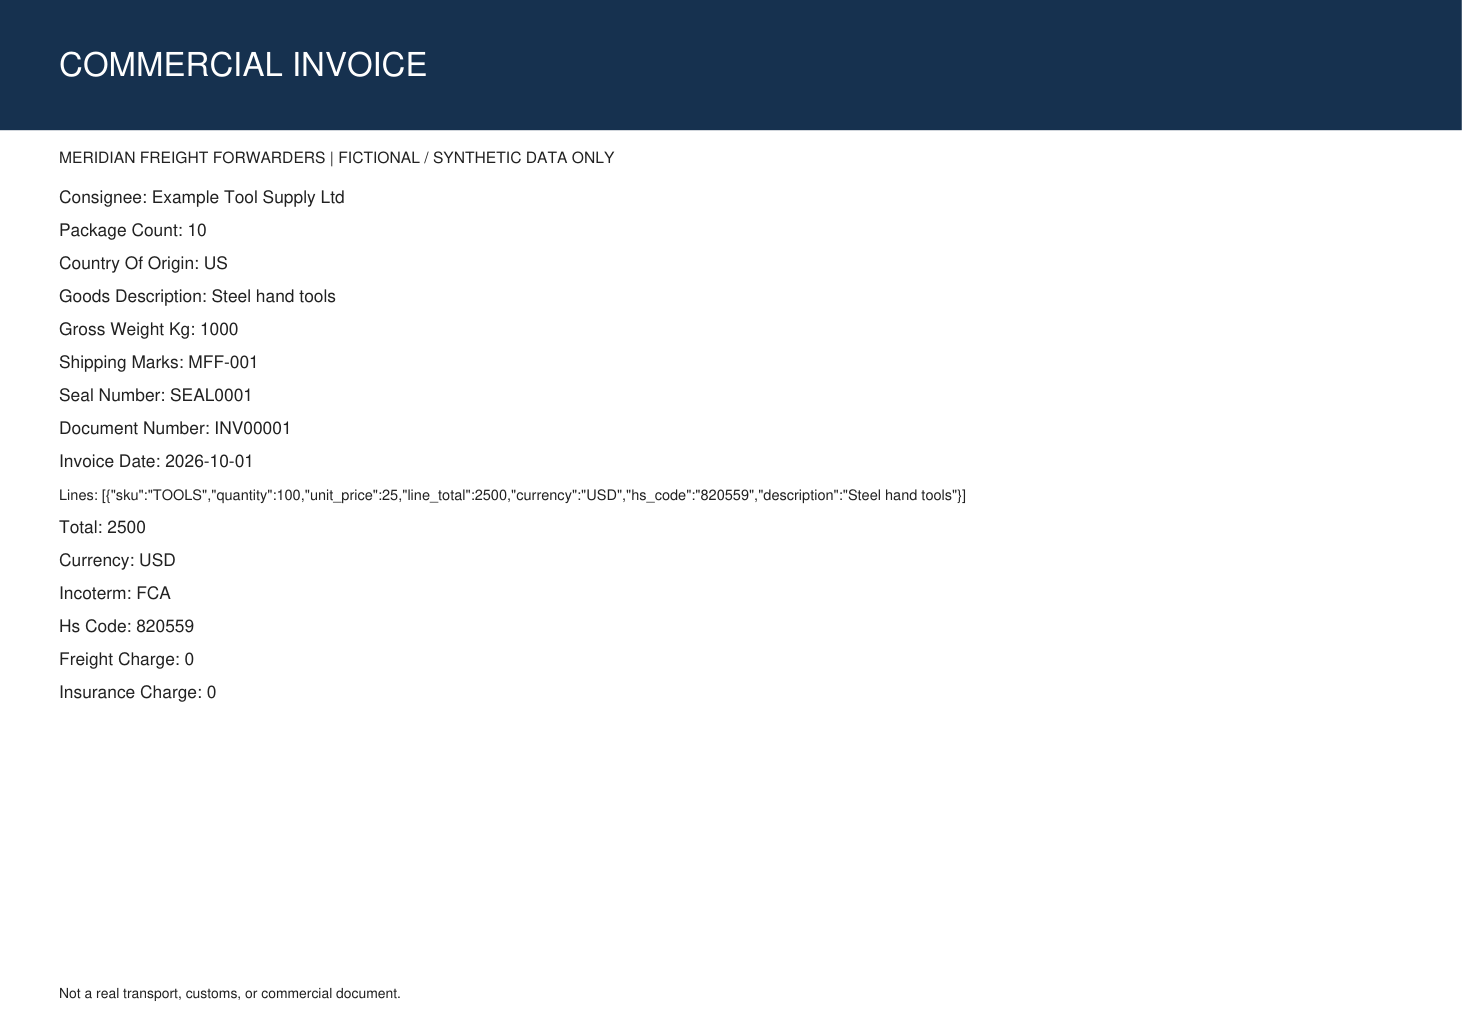 COMMERCIAL INVOICE
MERIDIAN FREIGHT FORWARDERS | FICTIONAL / SYNTHETIC DATA ONLY
Consignee: Example Tool Supply Ltd
Package Count: 10
Country Of Origin: US
Goods Description: Steel hand tools
Gross Weight Kg: 1000
Shipping Marks: MFF-001
Seal Number: SEAL0001
Document Number: INV00001
Invoice Date: 2026-10-01
Lines: [{"sku":"TOOLS","quantity":100,"unit_price":25,"line_total":2500,"currency":"USD","hs_code":"820559","description":"Steel hand tools"}]
Total: 2500
Currency: USD
Incoterm: FCA
Hs Code: 820559
Freight Charge: 0
Insurance Charge: 0
Not a real transport, customs, or commercial document.